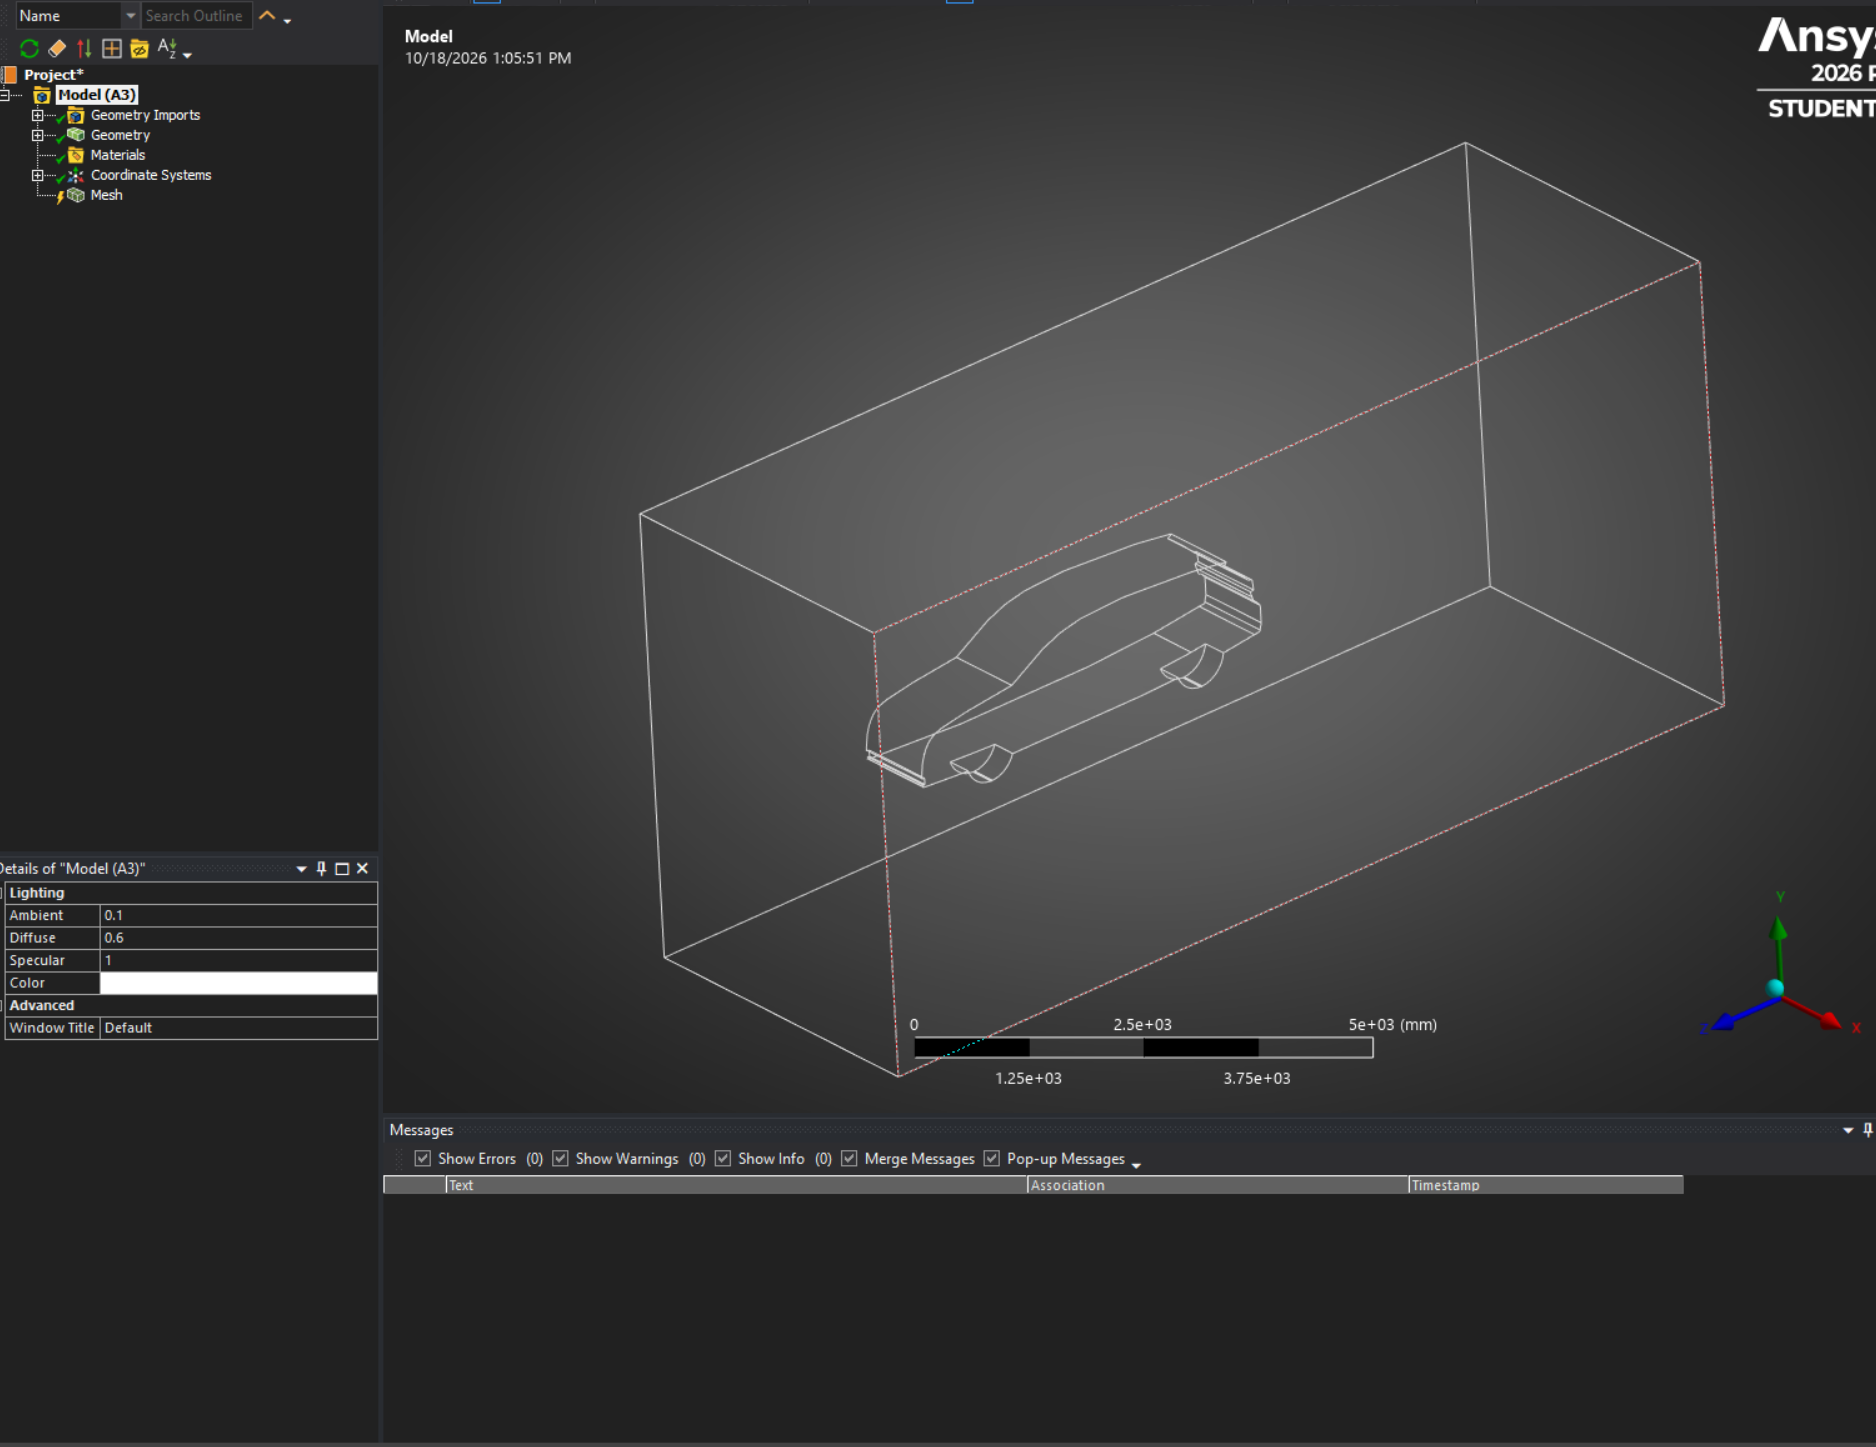 Name Search Outline
Project*
Model (A3)
Geometry Imports
Geometry
Materials
Coordinate Systems
Mesh
Details of "Model (A3)"
Lighting
Ambient 0.1
Diffuse 0.6
Specular 1
Color
Advanced
Window Title Default
Model
10/18/2026 1:05:51 PM
2026
STUDENT
0 2.5e+03 5e+03 (mm)
1.25e+03 3.75e+03
Y
Z
X
Messages
Show Errors (0) Show Warnings (0) Show Info (0) Merge Messages Pop-up Messages
Text Association Timestamp